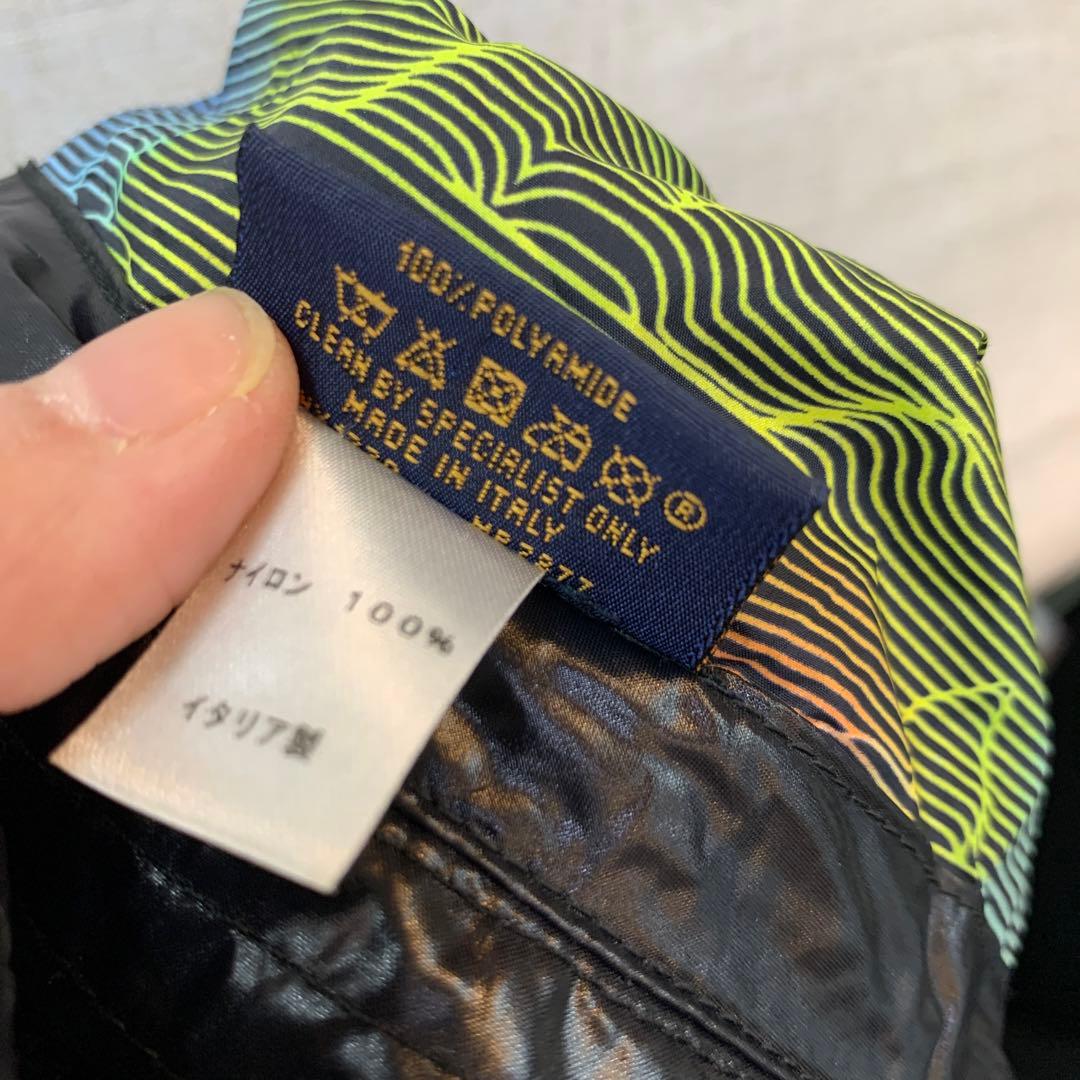 100%POLYAMIDE
®
CLEAN BY SPECIALIST ONLY
MADE IN ITALY
ナイロン 100%
イタリア製